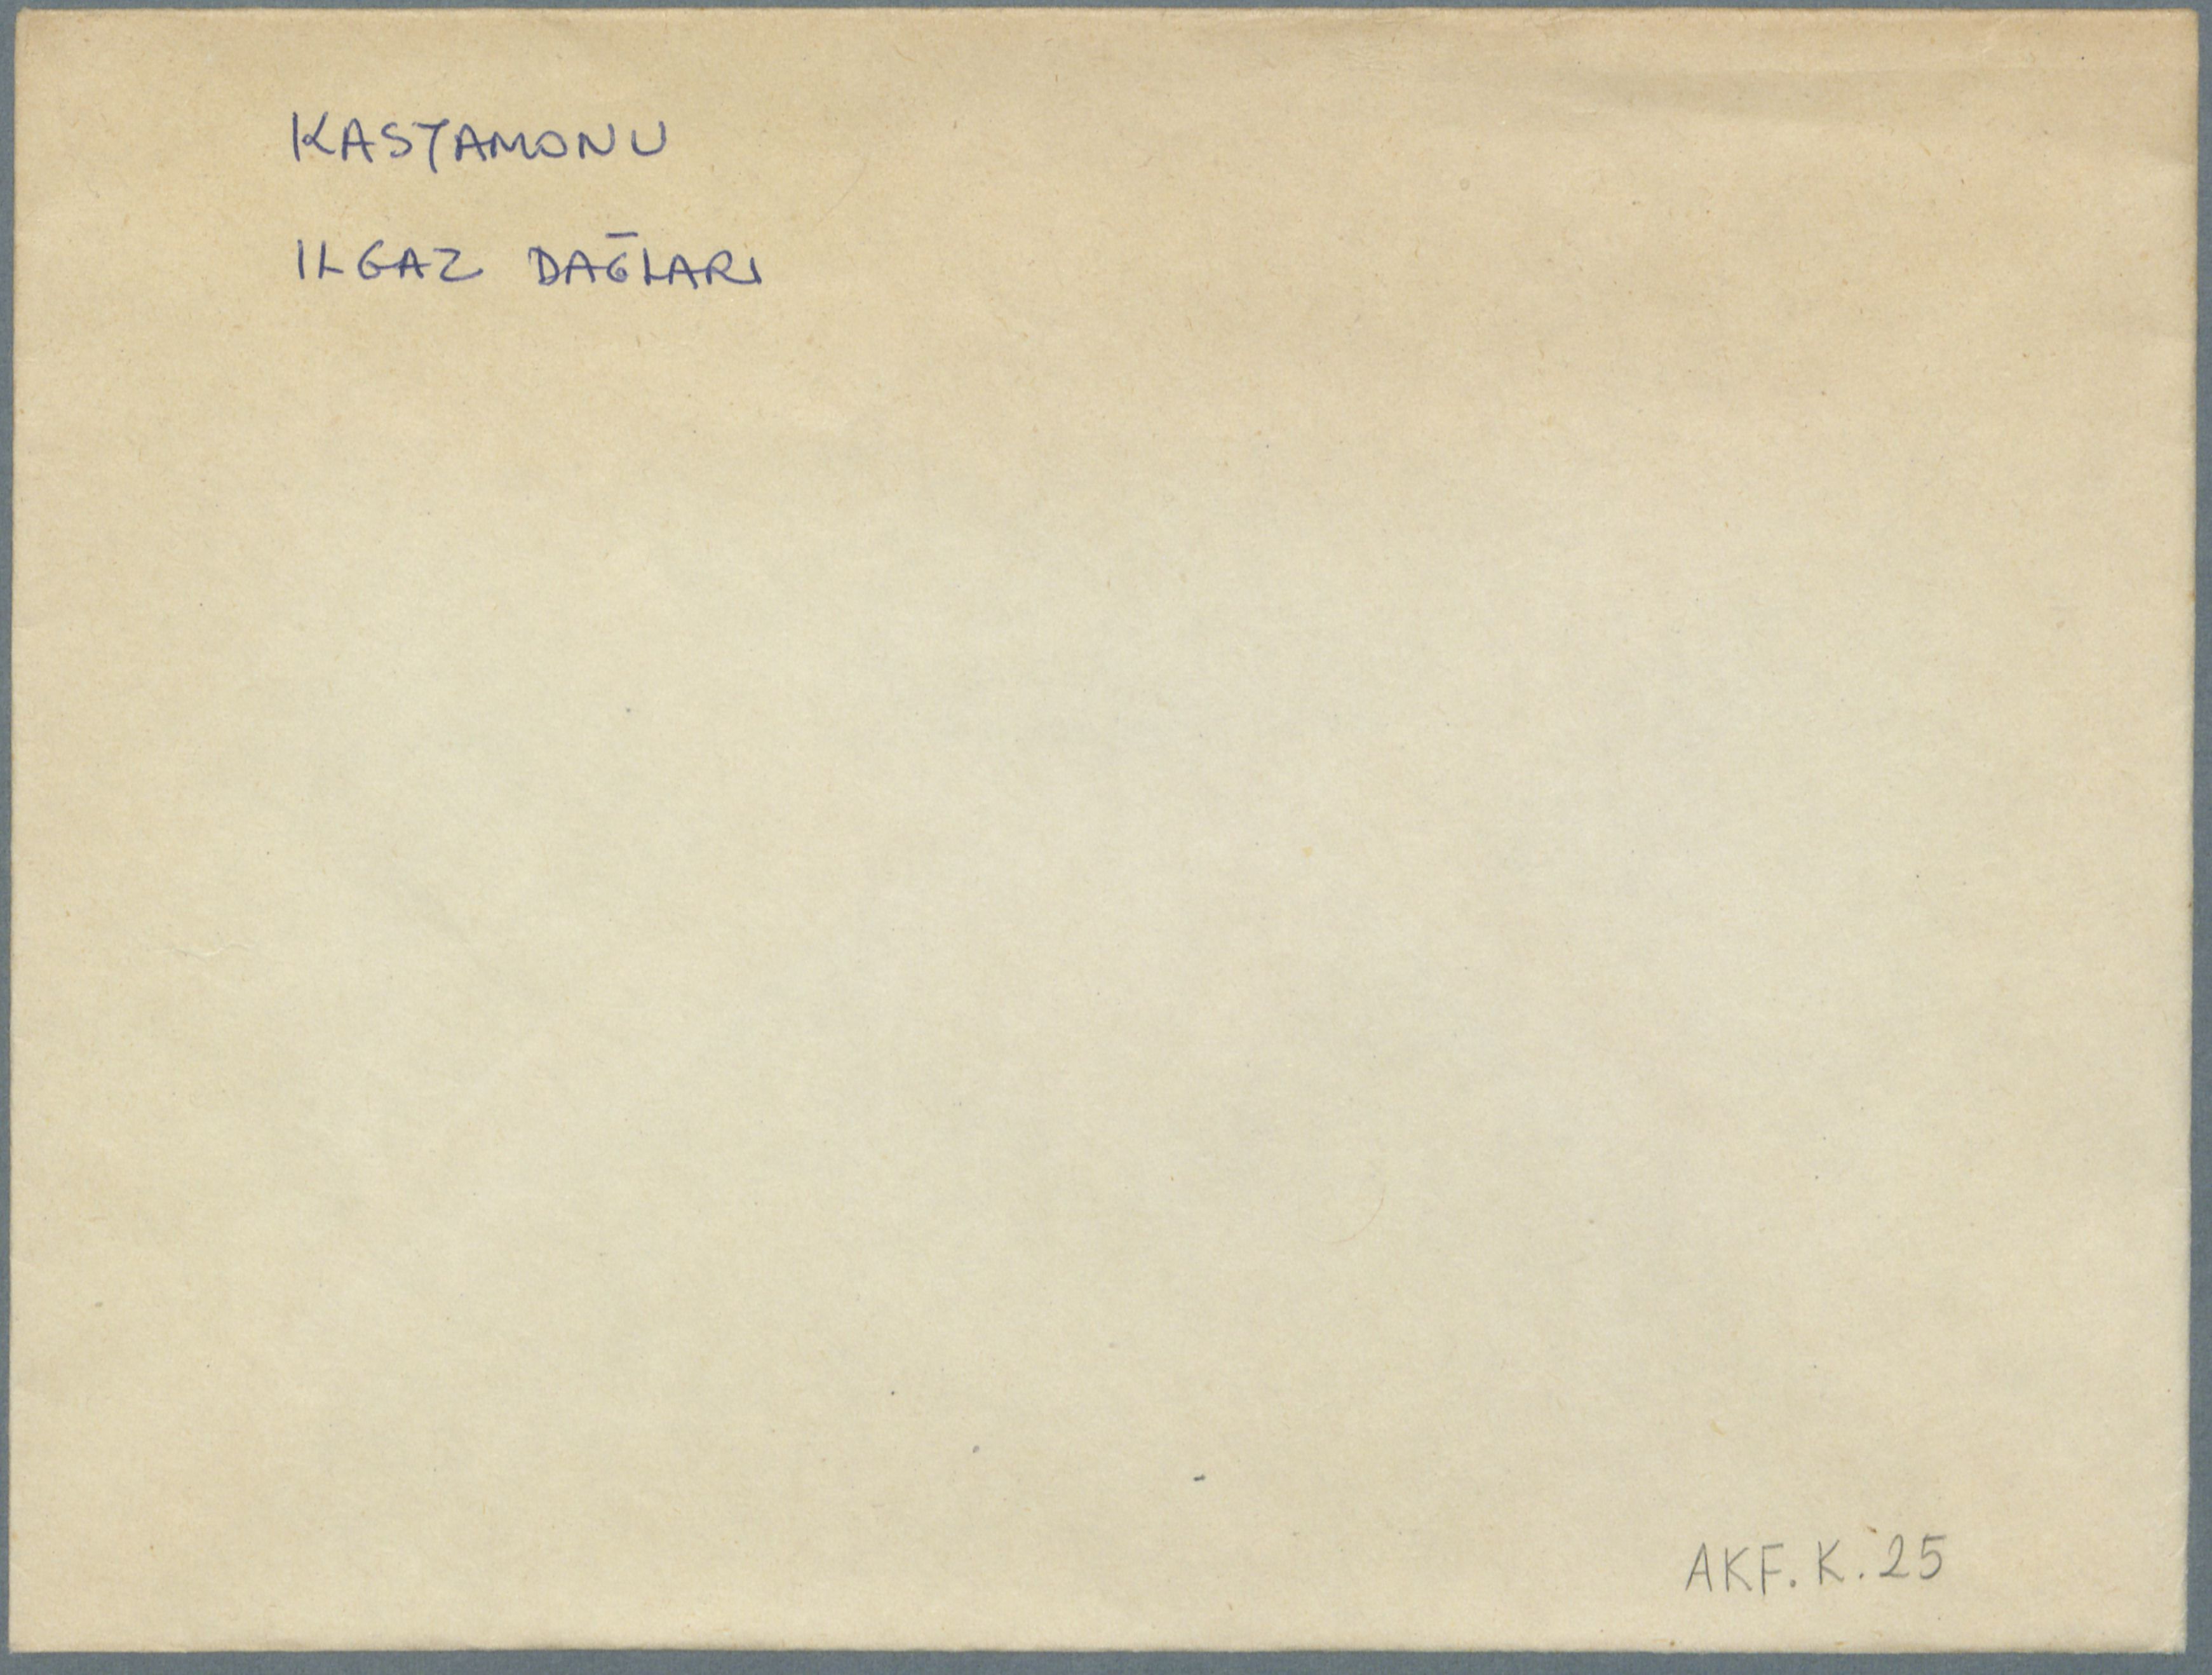 KASTAMONU
ILGAZ DAĞLARI
AKF. K. 25